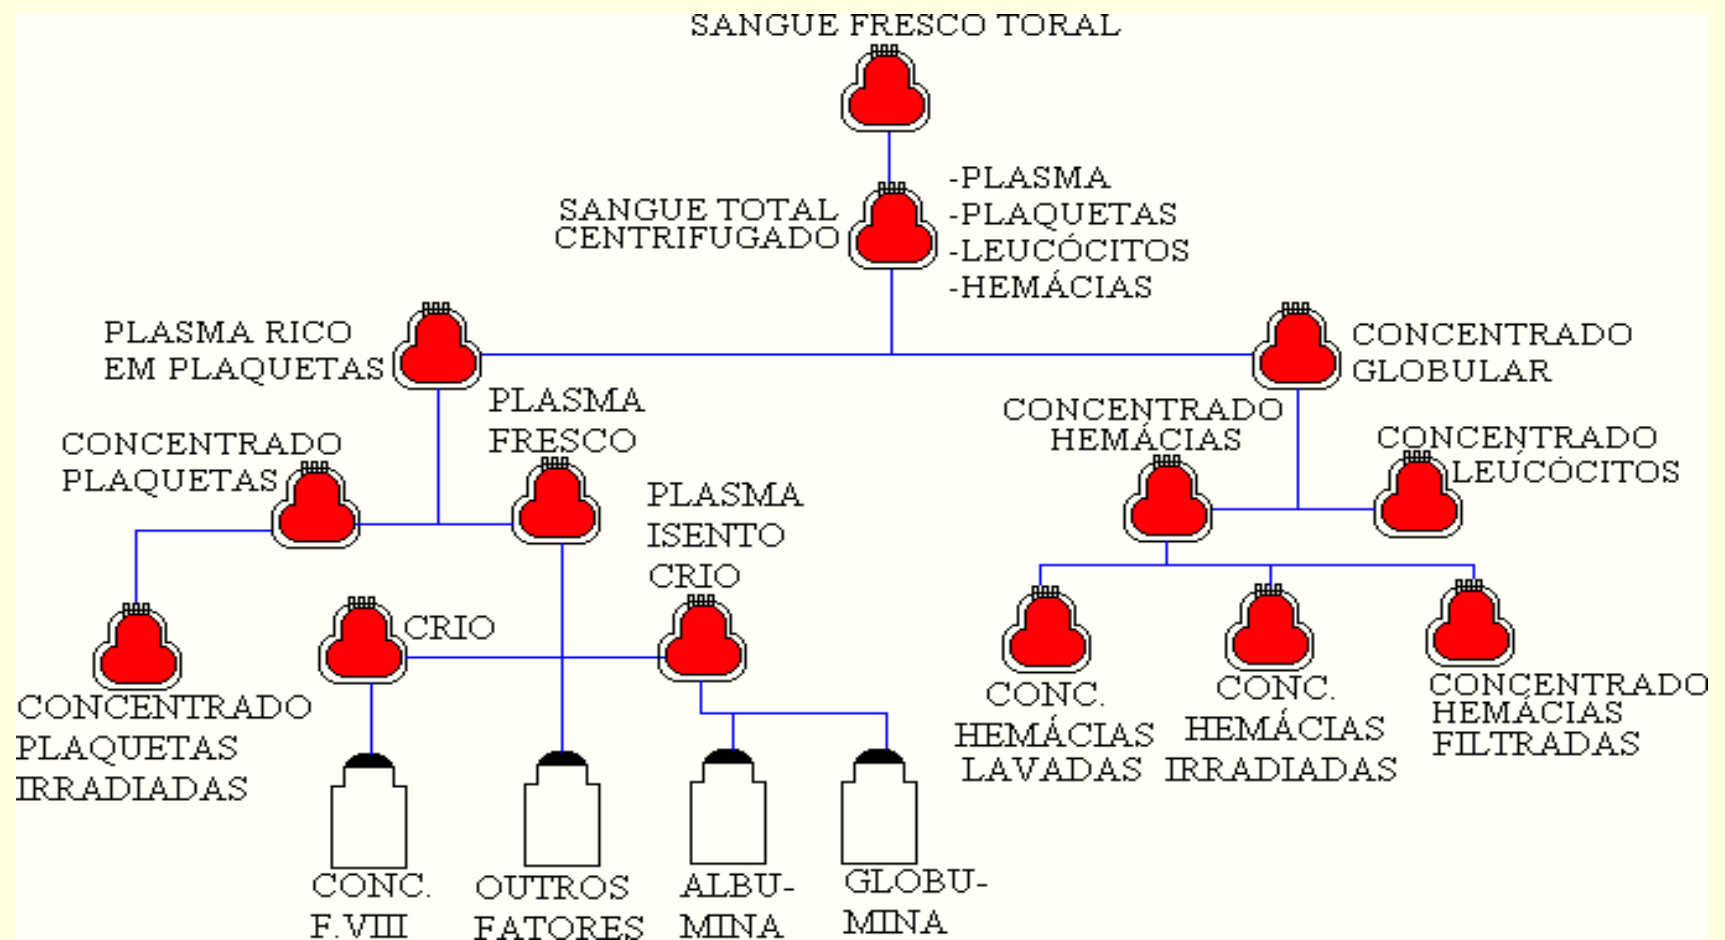 SANGUE FRESCO TORAL
SANGUE TOTAL
CENTRIFUGADO
-PLASMA
-PLAQUETAS
-LEUCÓCITOS
-HEMÁCIAS
PLASMA RICO
EM PLAQUETAS
CONCENTRADO
GLOBULAR
CONCENTRADO
PLAQUETAS
PLASMA
FRESCO
CONCENTRADO
HEMÁCIAS
CONCENTRADO
LEUCÓCITOS
PLASMA
ISENTO
CRIO
CRIO
CONCENTRADO
PLAQUETAS
IRRADIADAS
CONC.
HEMÁCIAS
LAVADAS
CONC.
HEMÁCIAS
IRRADIADAS
CONCENTRADO
HEMÁCIAS
FILTRADAS
CONC.
F.VIII
OUTROS
FATORES
ALBU-
MINA
GLOBU-
MINA